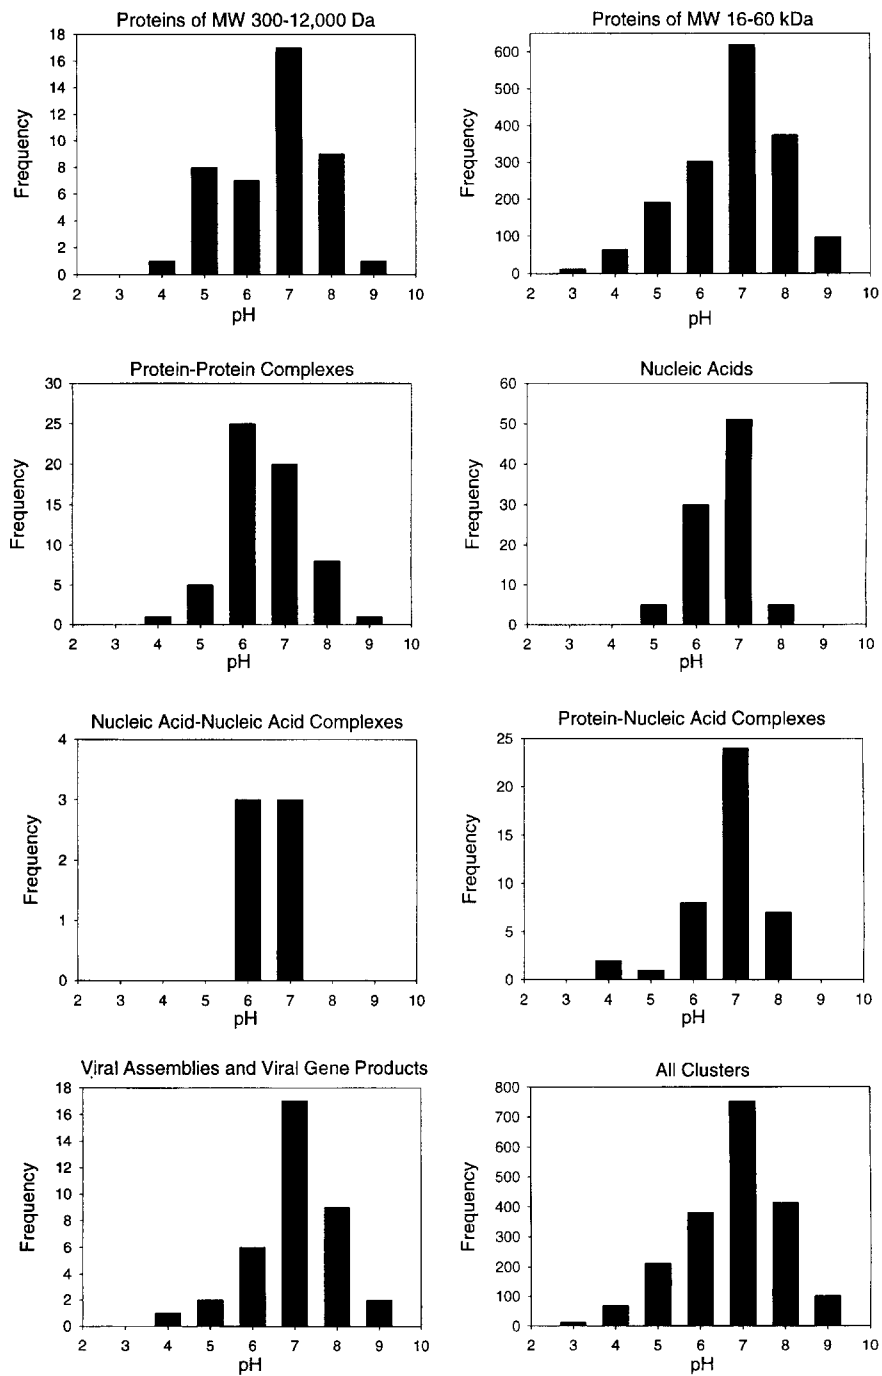 Proteins of MW 300-12,000 Da
18
16
14
12
10
8
6
4
2
0
Frequency
2 3 4 5 6 7 8 9 10
pH
Proteins of MW 16-60 kDa
600
500
400
300
200
100
0
Frequency
2 3 4 5 6 7 8 9 10
pH
Protein-Protein Complexes
30
25
20
15
10
5
0
Frequency
2 3 4 5 6 7 8 9 10
pH
Nucleic Acids
60
50
40
30
20
10
0
Frequency
2 3 4 5 6 7 8 9 10
pH
Nucleic Acid-Nucleic Acid Complexes
4
3
2
1
0
Frequency
2 3 4 5 6 7 8 9 10
pH
Protein-Nucleic Acid Complexes
25
20
15
10
5
0
Frequency
2 3 4 5 6 7 8 9 10
pH
Viral Assemblies and Viral Gene Products
18
16
14
12
10
8
6
4
2
0
Frequency
2 3 4 5 6 7 8 9 10
pH
All Clusters
800
700
600
500
400
300
200
100
0
Frequency
2 3 4 5 6 7 8 9 10
pH